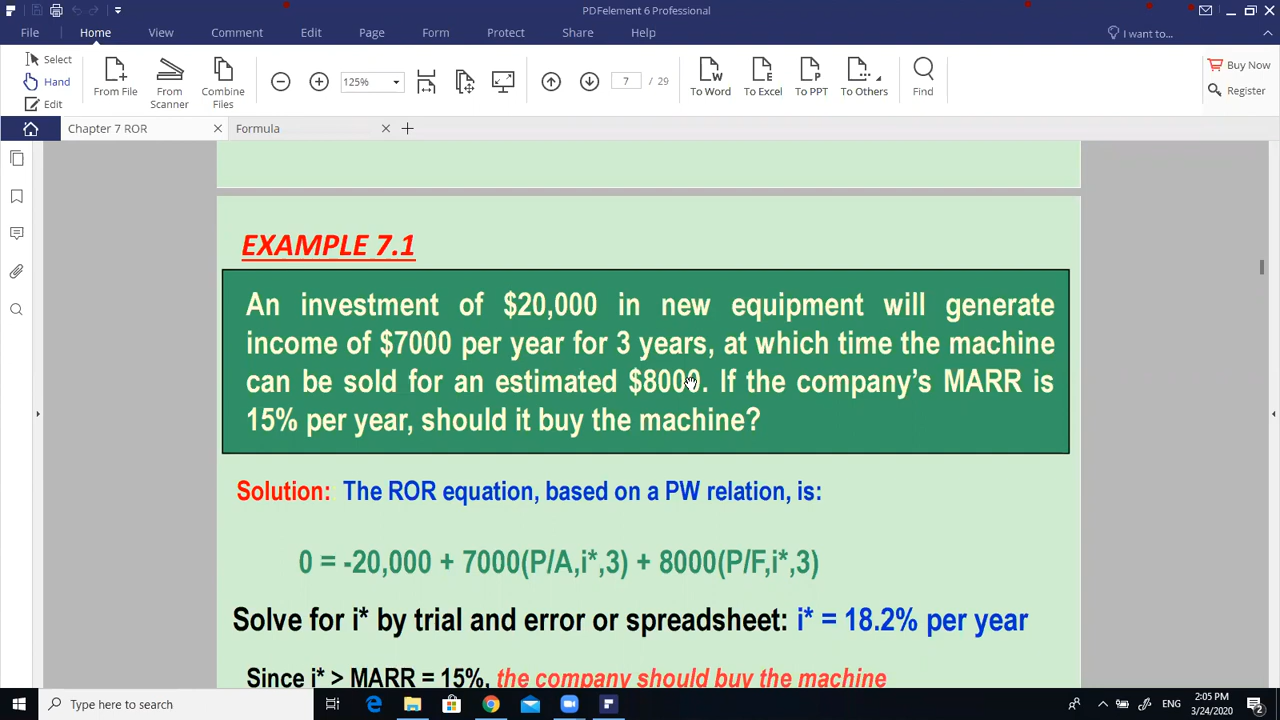 PDFelement 6 Professional
File Home View Comment Edit Page Form Protect Share Help I want to...
Select
Hand
Edit
From File
From Scanner
Combine Files
125%
7 / 29
To Word
To Excel
To PPT
To Others
Find
Buy Now
Register
Chapter 7 ROR
Formula
EXAMPLE 7.1
An investment of $20,000 in new equipment will generate
income of $7000 per year for 3 years, at which time the machine
can be sold for an estimated $8000. If the company's MARR is
15% per year, should it buy the machine?
Solution: The ROR equation, based on a PW relation, is:
0 = -20,000 + 7000(P/A,i*,3) + 8000(P/F,i*,3)
Solve for i* by trial and error or spreadsheet: i* = 18.2% per year
Since i* > MARR = 15%, the company should buy the machine
Type here to search
ENG
2:05 PM
3/24/2020
2